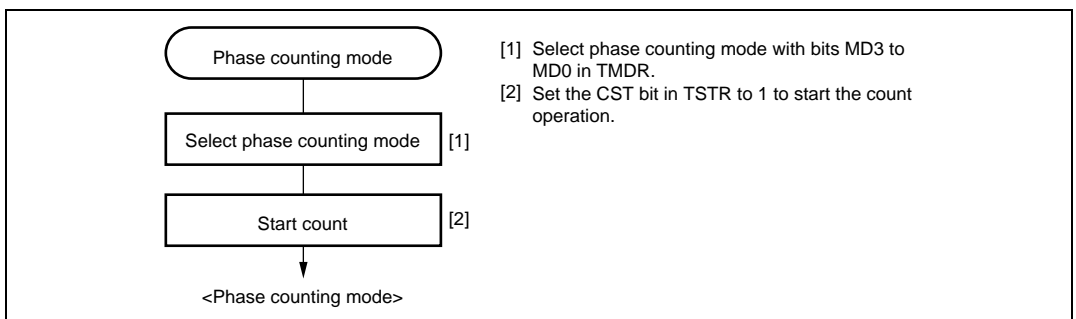 Phase counting mode
Select phase counting mode [1]
Start count [2]
<Phase counting mode>
[1] Select phase counting mode with bits MD3 to
MD0 in TMDR.
[2] Set the CST bit in TSTR to 1 to start the count
operation.